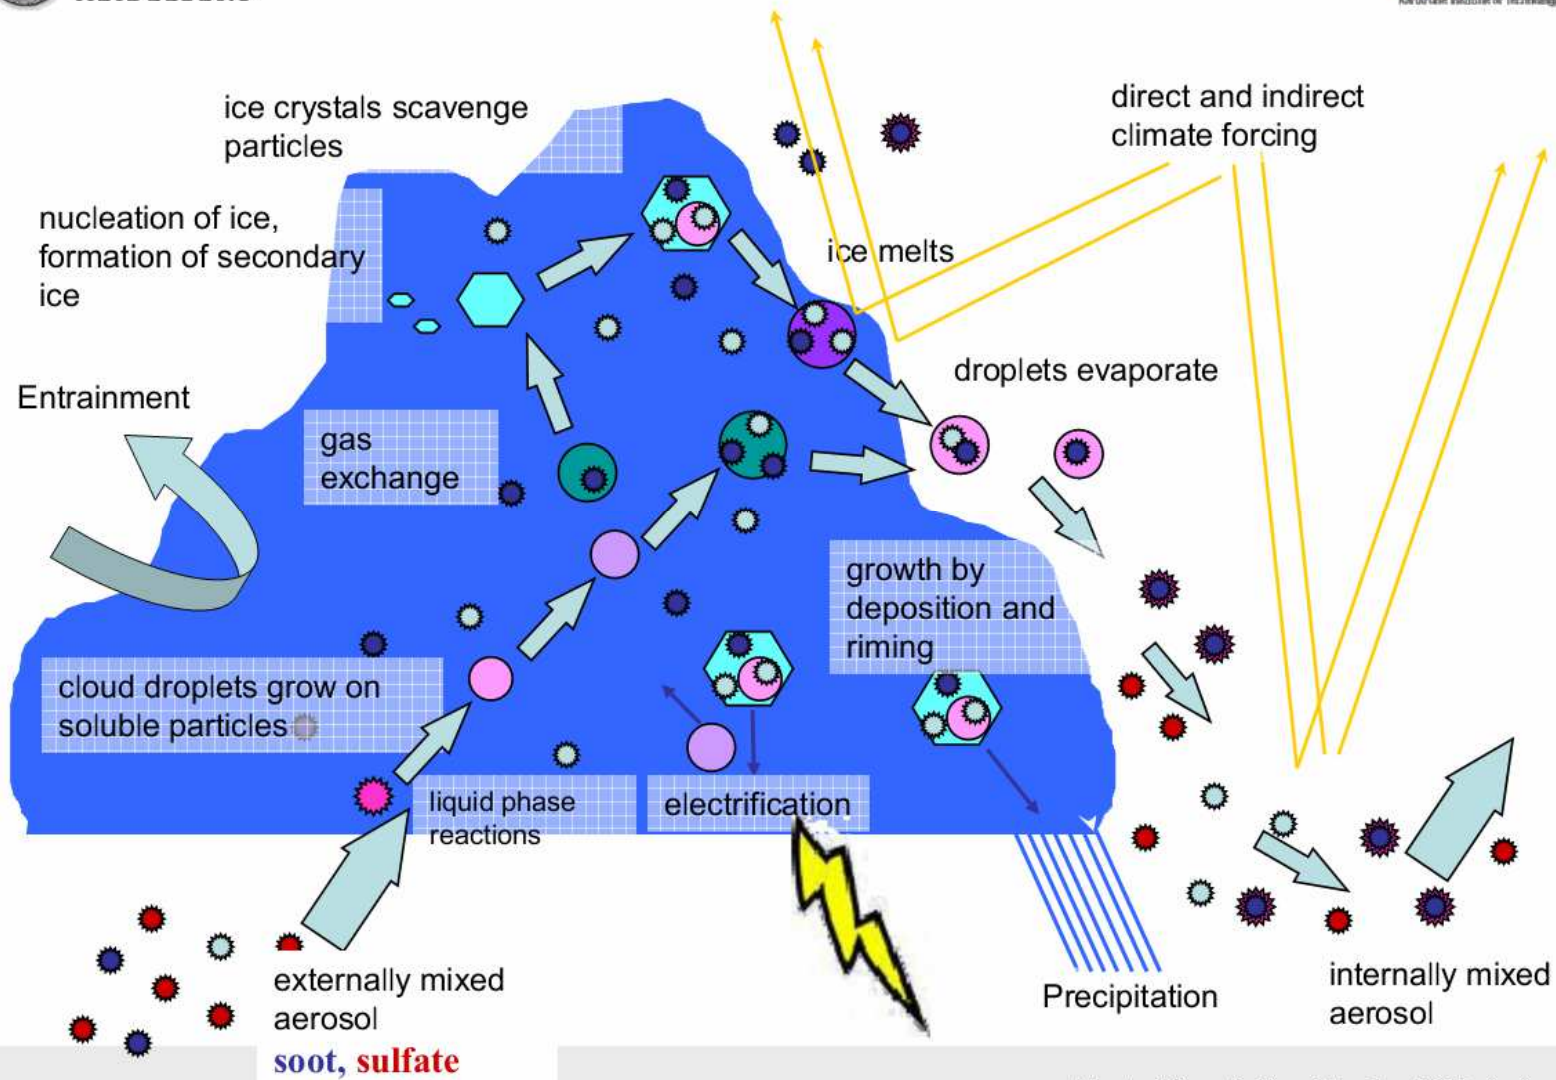 ice crystals scavenge
particles
direct and indirect
climate forcing
nucleation of ice,
formation of secondary
ice
ice melts
Entrainment
droplets evaporate
gas
exchange
growth by
deposition and
riming
cloud droplets grow on
soluble particles
liquid phase
reactions
electrification
externally mixed
aerosol
soot, sulfate
Precipitation
internally mixed
aerosol